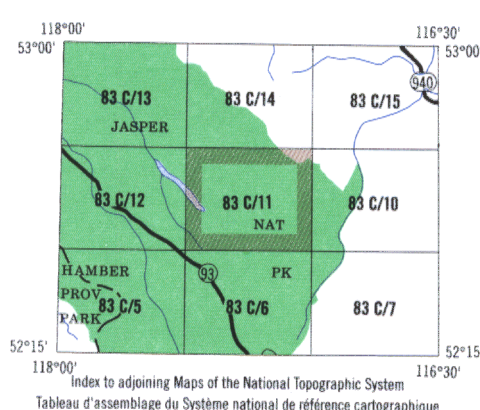 118°00'
116°30'
53°00'
53°00'
940
83 C/13
83 C/14
83 C/15
JASPER
83 C/12
83 C/11
83 C/10
NAT
HAMBER
93
PK
PROV
83 C/5
83 C/6
83 C/7
PARK
52°15'
52°15'
118°00'
116°30'
Index to adjoining Maps of the National Topographic System
Tableau d'assemblage du Système national de référence cartographique